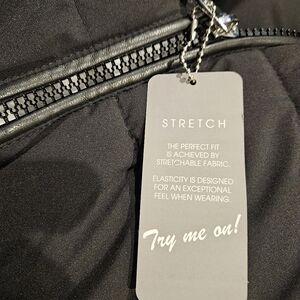 STRETCH
THE PERFECT FIT
IS ACHIEVED BY
STRETCHABLE FABRIC.
ELASTICITY IS DESIGNED
FOR AN EXCEPTIONAL
FEEL WHEN WEARING.
Try me on!